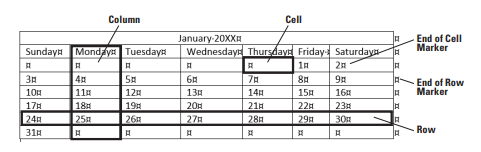 Column Cell
January·20XX¤ ¤ End of Cell
Marker
Sunday¤ Monday¤ Tuesday¤ Wednesday¤ Thursday¤ Friday·¤ Saturday¤ ¤
¤ ¤ ¤ ¤ ¤ 1¤ 2¤ ¤
3¤ 4¤ 5¤ 6¤ 7¤ 8¤ 9¤ ¤ End of Row
Marker
10¤ 11¤ 12¤ 13¤ 14¤ 15¤ 16¤ ¤
17¤ 18¤ 19¤ 20¤ 21¤ 22¤ 23¤ ¤
24¤ 25¤ 26¤ 27¤ 28¤ 29¤ 30¤ ¤ Row
31¤ ¤ ¤ ¤ ¤ ¤ ¤ ¤